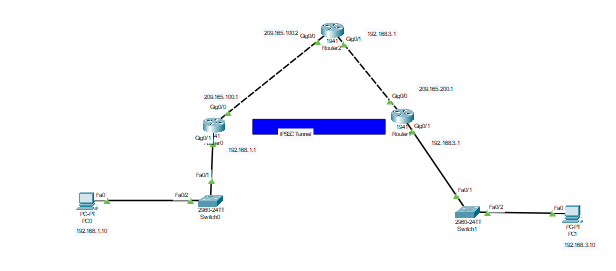 209.165.100.2
Gig0/0
1941
Router2
Gig0/1
192.168.3.1
209.165.100.1
Gig0/0
209.165.200.1
Gig0/0
Gig0/1
1941
Router1
Gig0/1
IPSEC Tunnel
192.168.1.1
192.168.3.1
Fa0/1
2960-24TT
Switch0
Fa0/2
Fa0
PC-PT
PC0
192.168.1.10
Fa0/1
2960-24TT
Switch1
Fa0/2
Fa0
PC-PT
PC1
192.168.3.10